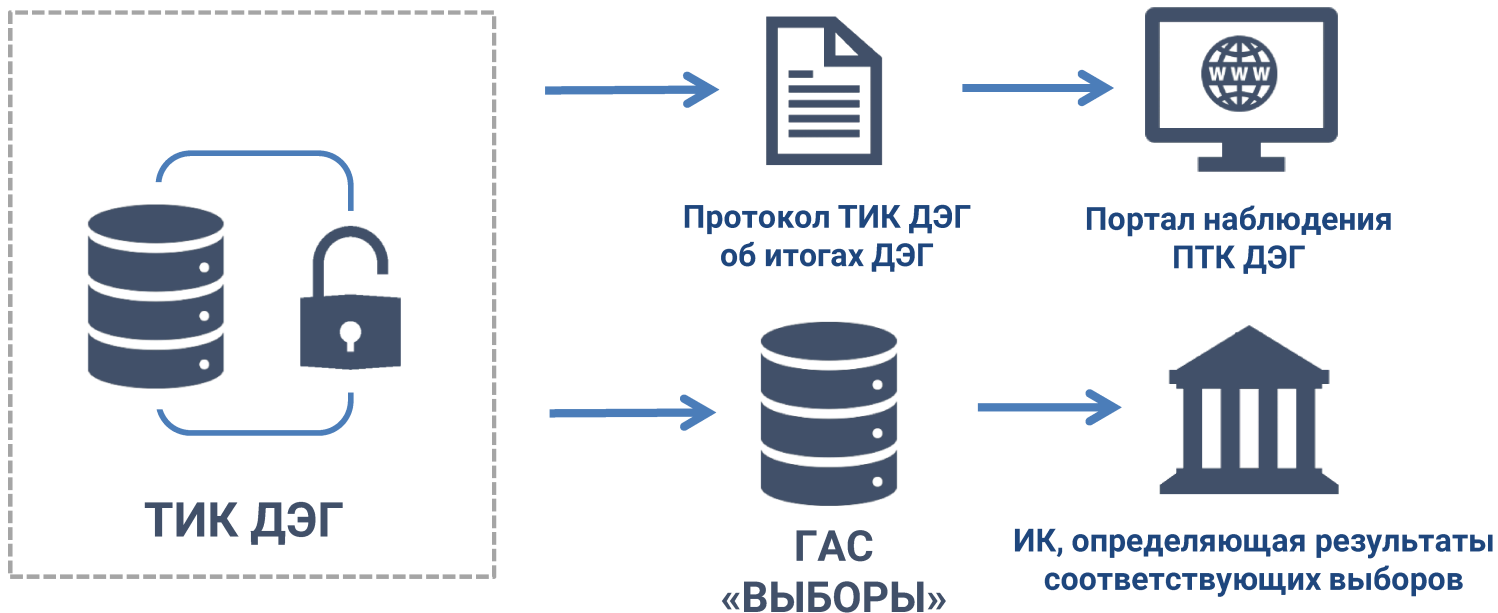 WWW
Протокол ТИК ДЭГ
об итогах ДЭГ
Портал наблюдения
ПТК ДЭГ
ТИК ДЭГ
ГАС
«ВЫБОРЫ»
ИК, определяющая результаты
соответствующих выборов